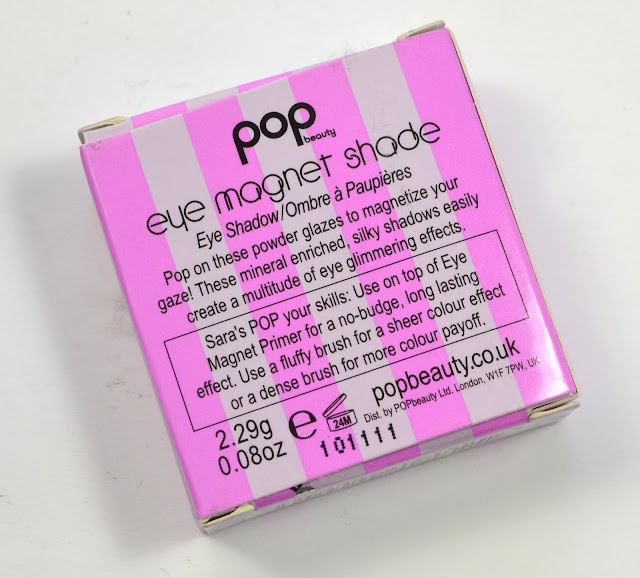 pop
beauty
eye magnet shade
Eye Shadow/Ombre à Paupières
Pop on these powder glazes to magnetize your
gaze! These mineral enriched, silky shadows easily
create a multitude of eye glimmering effects.
Sara's POP your skills: Use on top of Eye
Magnet Primer for a no-budge, long lasting
effect. Use a fluffy brush for a sheer colour effect
or a dense brush for more colour payoff.
popbeauty.co.uk
Dist. by POPbeauty Ltd. London, W1F 7PW, UK
2.29g
0.08oz
e
24M
101111